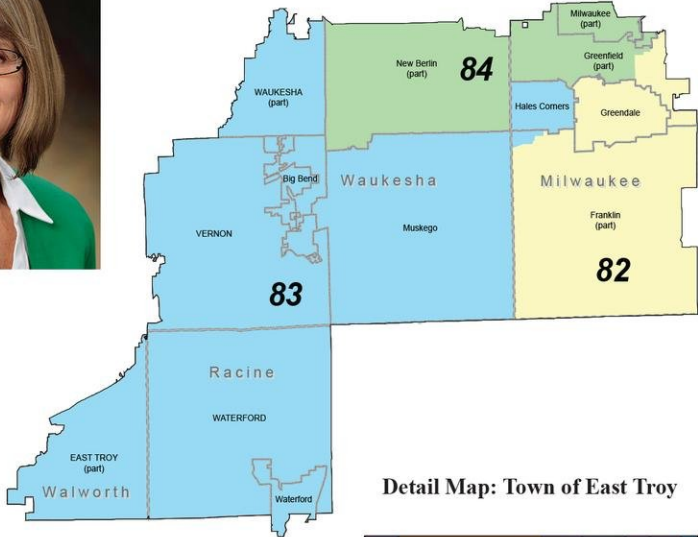 Milwaukee
(part)
New Berlin
(part)
84
Greenfield
(part)
WAUKESHA
(part)
Hales Corners
Greendale
Big Bend
Waukesha
Milwaukee
VERNON
Muskego
Franklin
(part)
83
82
Racine
WATERFORD
EAST TROY
(part)
Walworth
Waterford
Detail Map: Town of East Troy